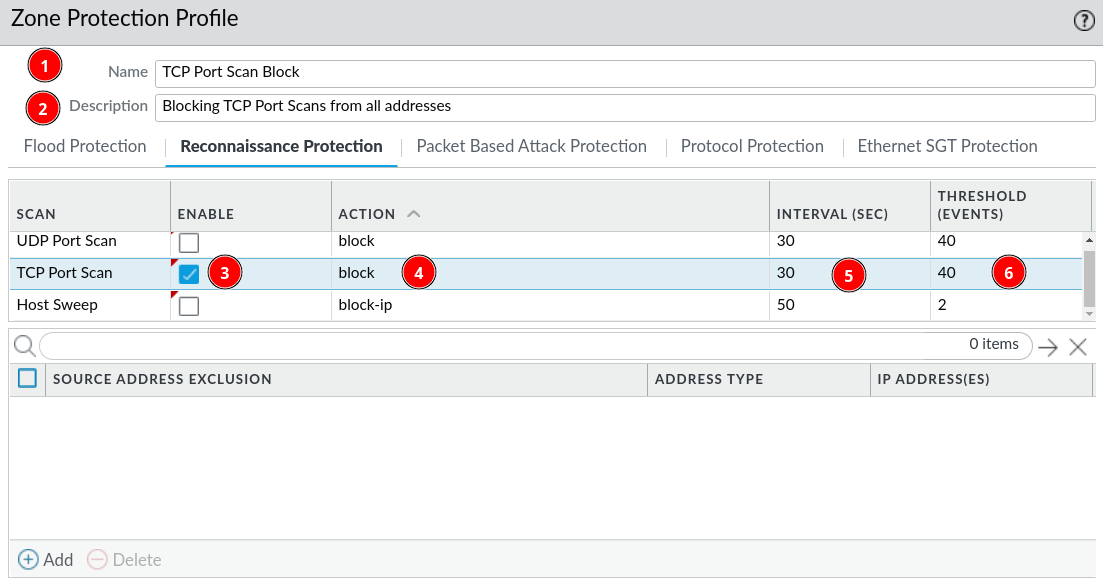 Zone Protection Profile ?
1 Name TCP Port Scan Block
2 Description Blocking TCP Port Scans from all addresses
Flood Protection Reconnaissance Protection Packet Based Attack Protection Protocol Protection Ethernet SGT Protection
SCAN ENABLE ACTION INTERVAL (SEC) THRESHOLD (EVENTS)
UDP Port Scan block 30 40
TCP Port Scan 3 block 4 30 5 40 6
Host Sweep block-ip 50 2
0 items
SOURCE ADDRESS EXCLUSION ADDRESS TYPE IP ADDRESS(ES)
Add Delete